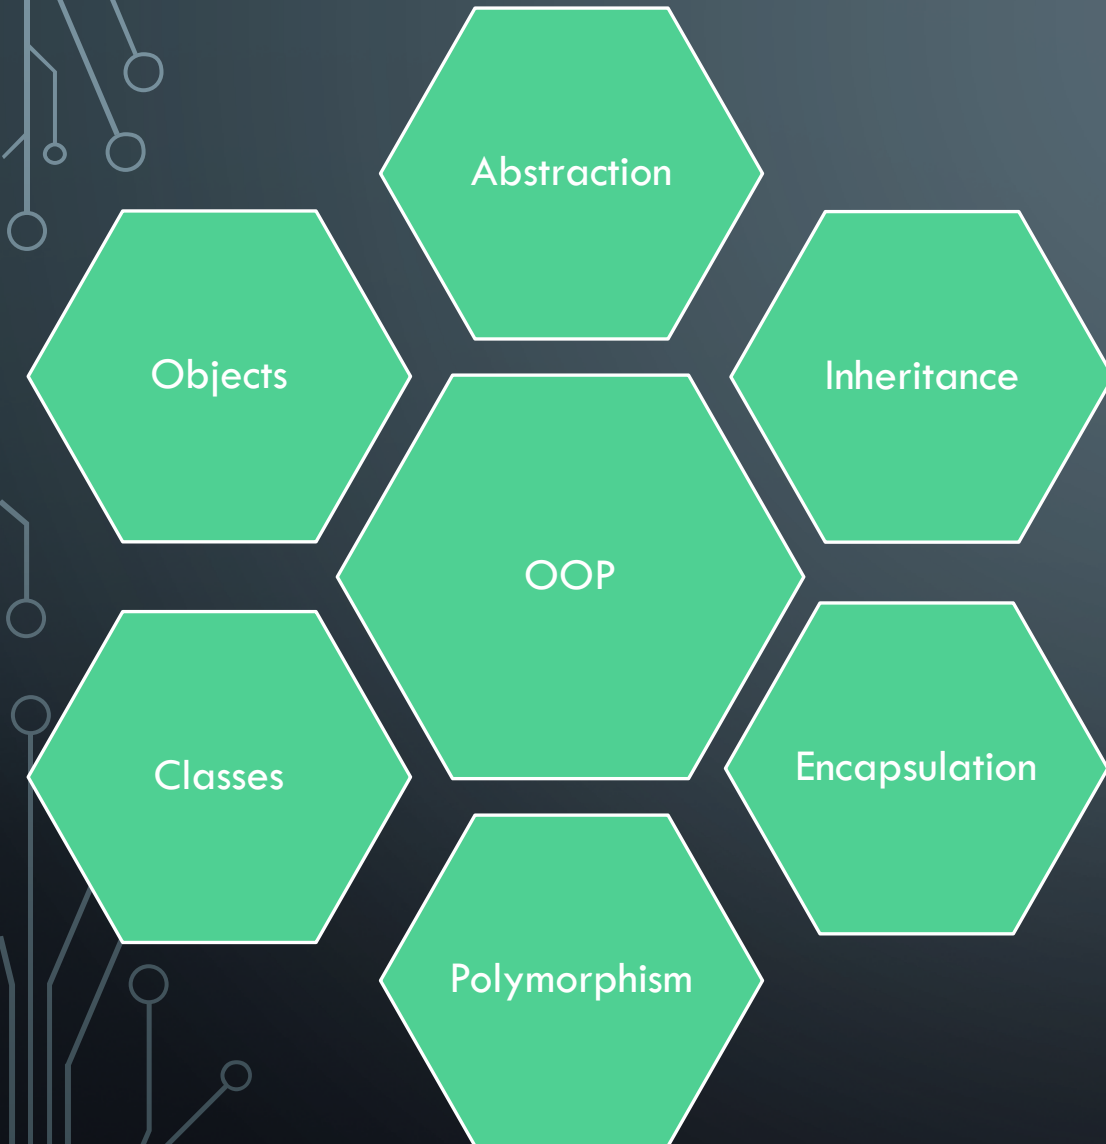 Abstraction
Objects
Inheritance
OOP
Classes
Encapsulation
Polymorphism